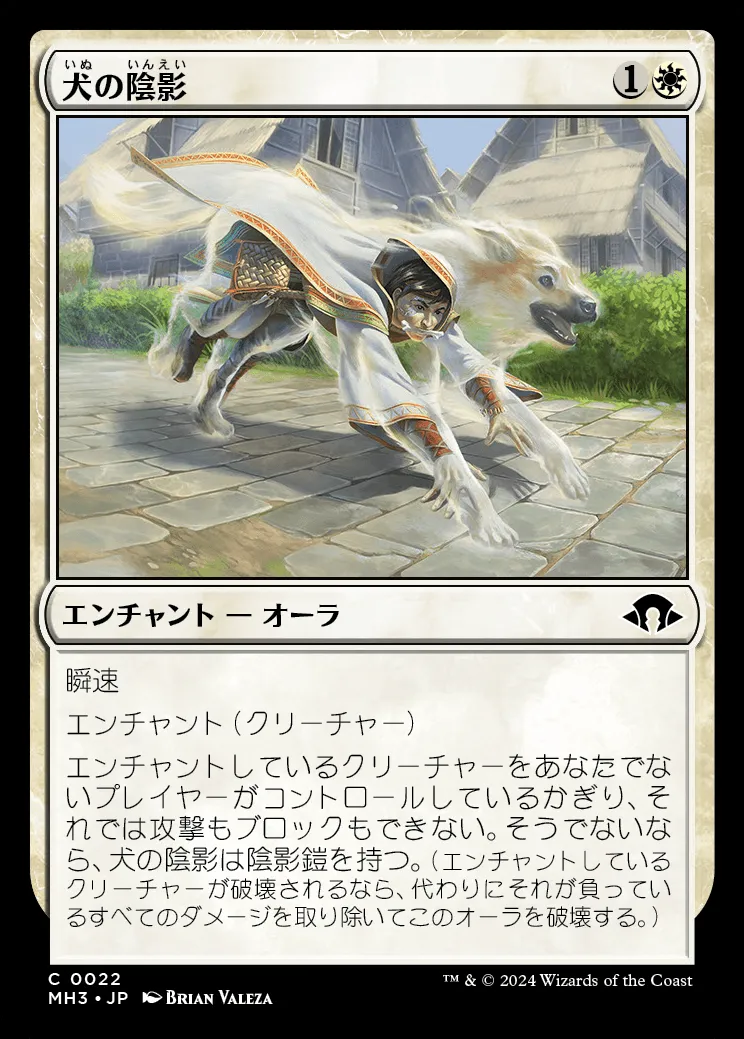 いぬ いんえい
犬の陰影 1
エンチャント — オーラ
瞬速
エンチャント（クリーチャー）
エンチャントしているクリーチャーをあなたでな
いプレイヤーがコントロールしているかぎり、そ
れでは攻撃もブロックもできない。そうでないな
ら、犬の陰影は陰影鎧を持つ。（エンチャントしている
クリーチャーが破壊されるなら、代わりにそれが負ってい
るすべてのダメージを取り除いてこのオーラを破壊する。）
C 0022
MH3 • JP BRIAN VALEZA
™ & © 2024 Wizards of the Coast